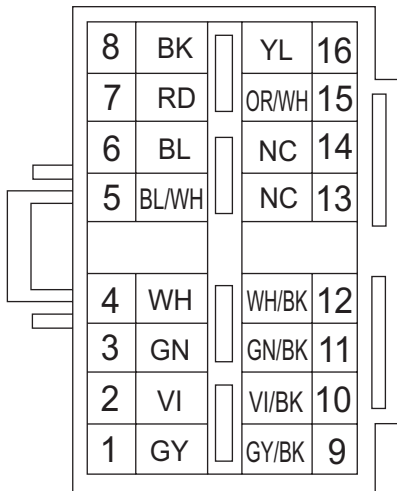 8 BK YL 16
7 RD OR/WH 15
6 BL NC 14
5 BL/WH NC 13
4 WH WH/BK 12
3 GN GN/BK 11
2 VI VI/BK 10
1 GY GY/BK 9